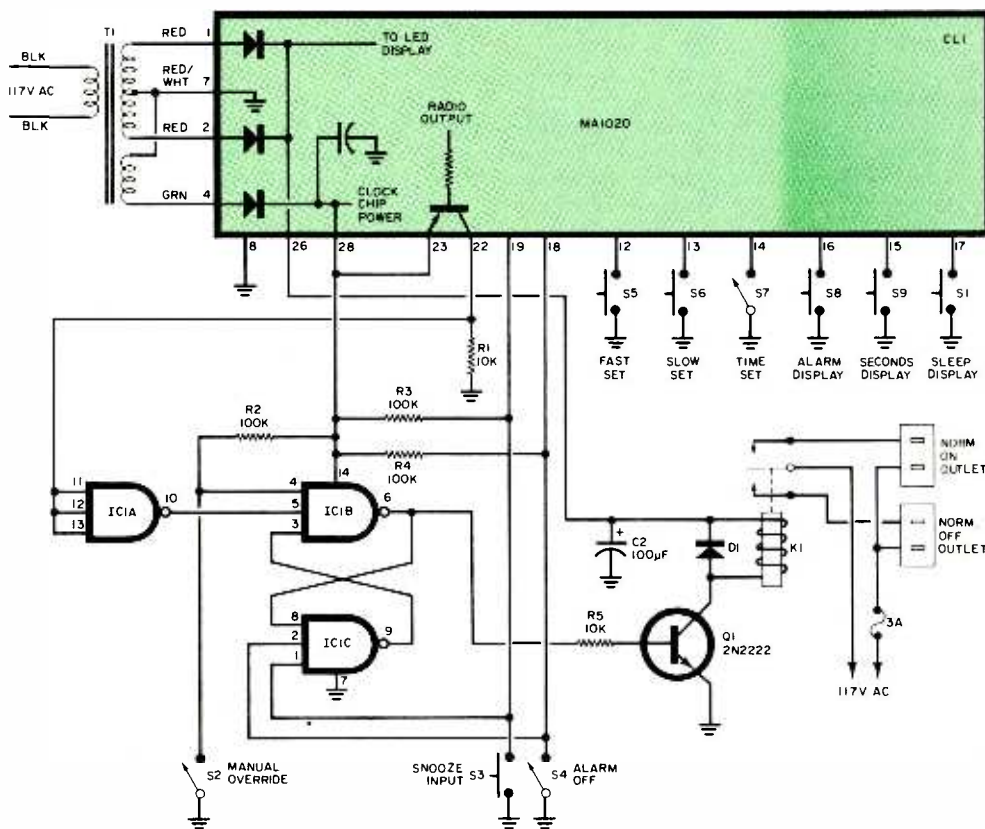 T1
RED
1
TO LED
DISPLAY
CL1
BLK
RED/
WHT
7
117V AC
RADIO
OUTPUT
MA1020
BLK
RED
2
GRN
4
CLOCK
CHIP
POWER
8
26
28
23
22
19
18
12
13
14
16
15
17
S5
S6
S7
S8
S9
S1
FAST
SET
SLOW
SET
TIME
SET
ALARM
DISPLAY
SECONDS
DISPLAY
SLEEP
DISPLAY
R1
10K
R2
100K
R3
100K
R4
100K
14
NORM
ON
OUTLET
11
12
13
IC1A
10
4
5
3
IC1B
6
+
C2
100µF
D1
K1
NORM
OFF
OUTLET
8
2
1
IC1C
9
7
R5
10K
Q1
2N2222
3A
117V AC
S2
MANUAL
OVERRIDE
SNOOZE
INPUT
S3
S4
ALARM
OFF